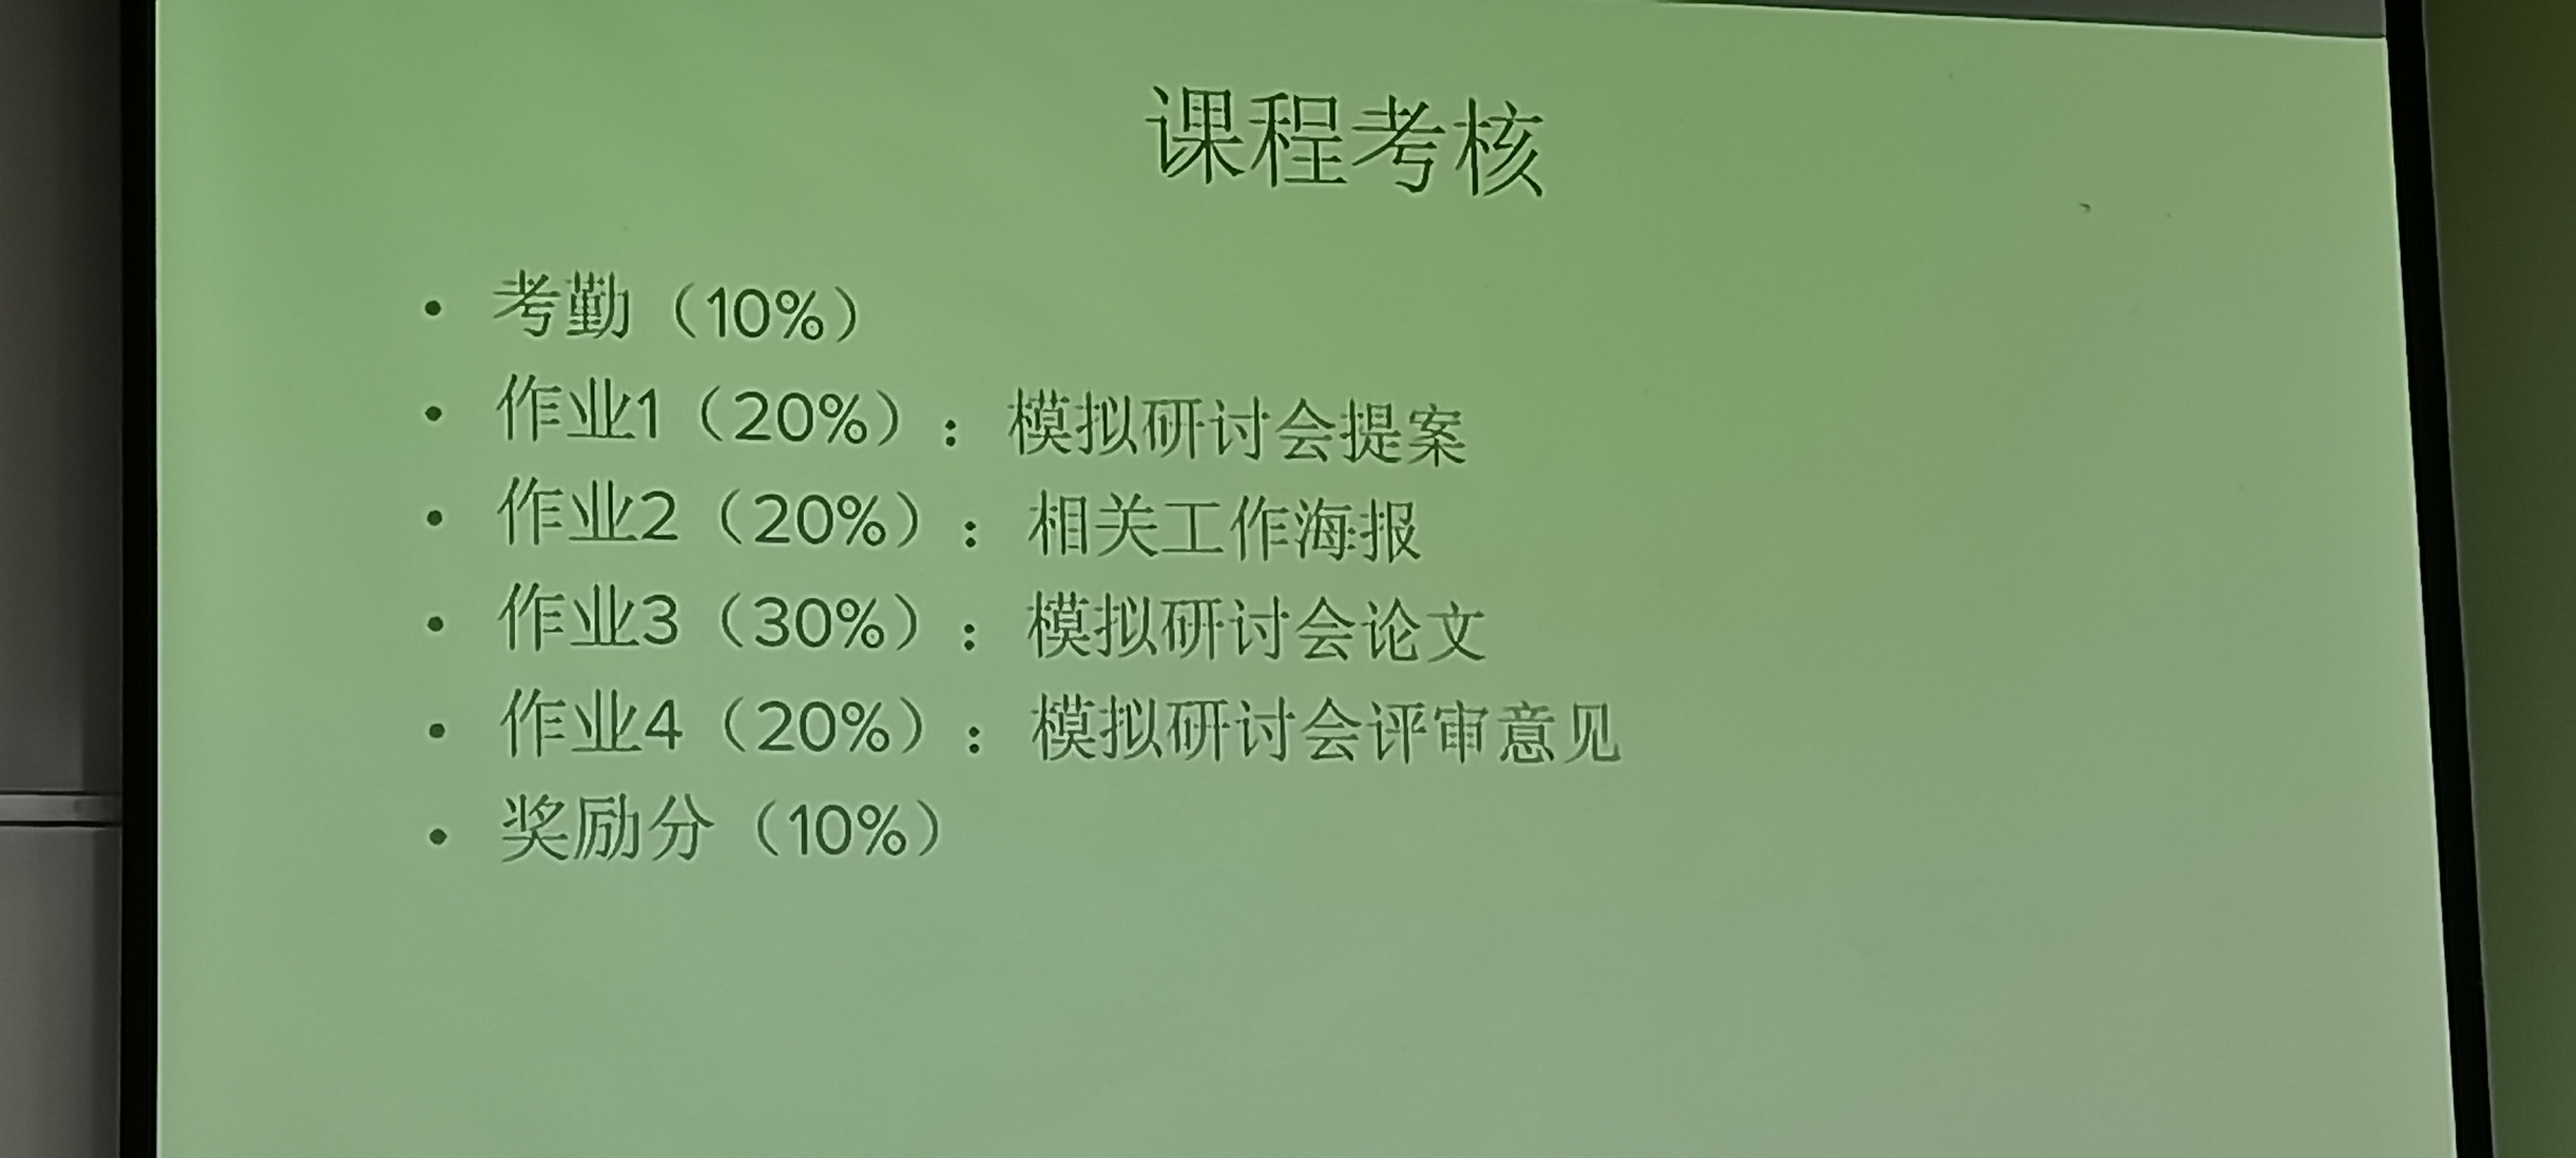 课程考核
• 考勤（10%）
• 作业1（20%）：模拟研讨会提案
• 作业2（20%）：相关工作海报
• 作业3（30%）：模拟研讨会论文
• 作业4（20%）：模拟研讨会评审意见
• 奖励分（10%）